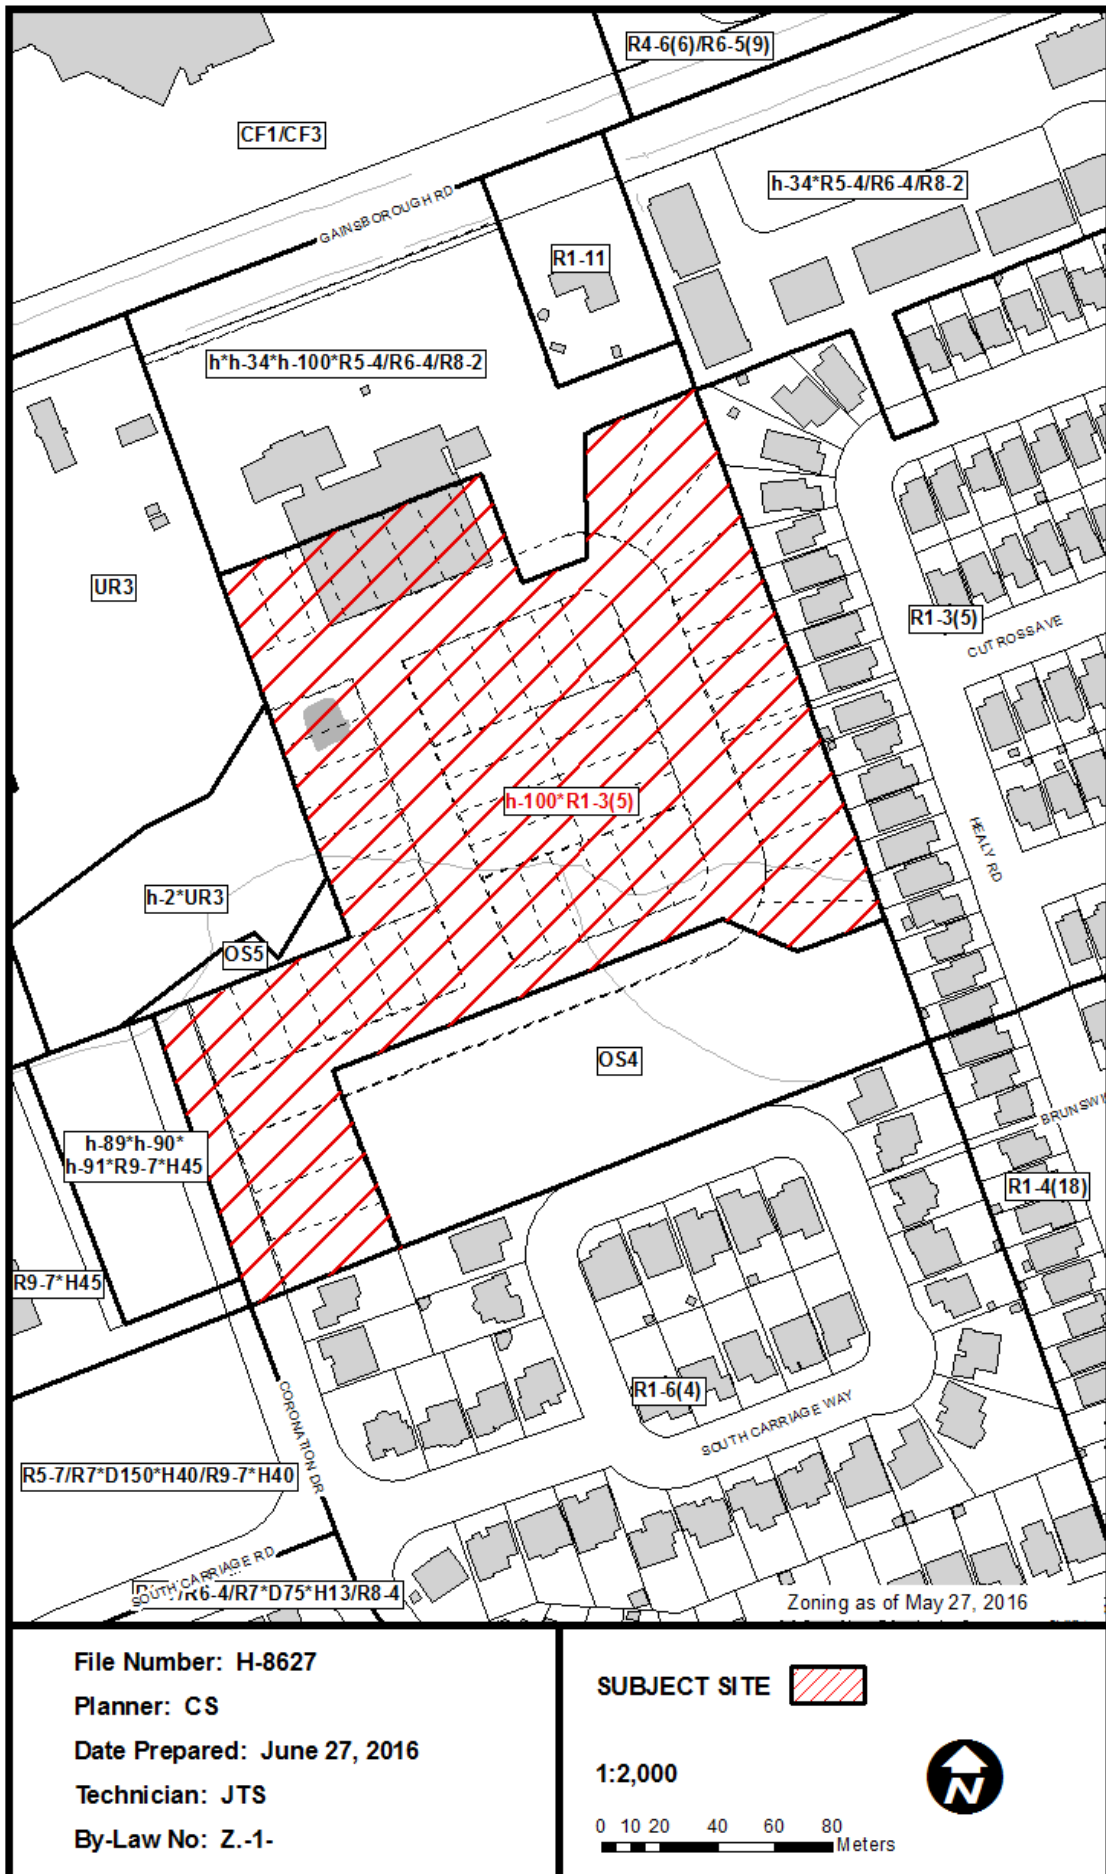 R4-6(6)/R6-5(9)
CF1/CF3
h-34*R5-4/R6-4/R8-2
GAINSBOROUGH RD
R1-11
h*h-34*h-100*R5-4/R6-4/R8-2
UR3
R1-3(5)
CUTROSSAVE
h-100*R1-3(5)
HEALY RD
h-2*UR3
OS5
OS4
BRUNSWI
h-89*h-90*
h-91*R9-7*H45
R1-4(18)
R9-7*H45
R1-6(4)
CORONATION DR
SOUTH CARRIAGE WAY
R5-7/R7*D150*H40/R9-7*H40
SOUTH CARRIAGE RD
/R6-4/R7*D75*H13/R8-4
Zoning as of May 27, 2016
File Number: H-8627
Planner: CS
Date Prepared: June 27, 2016
Technician: JTS
By-Law No: Z.-1-
SUBJECT SITE
1:2,000
N
0 10 20 40 60 80
Meters